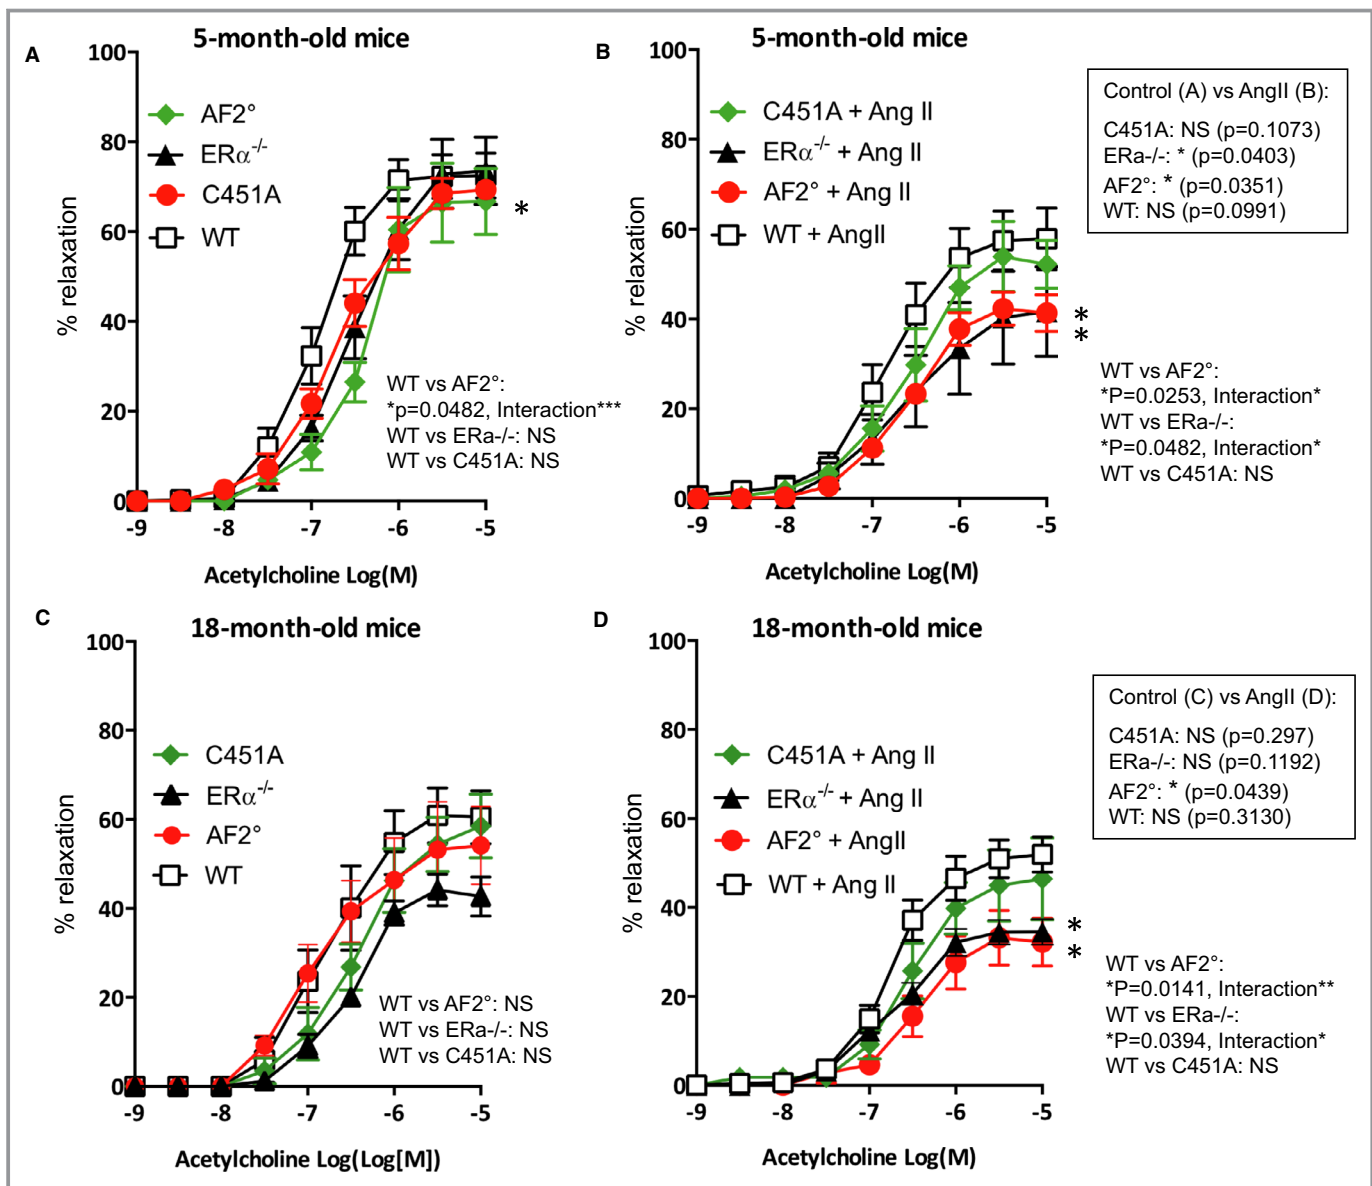 A
5-month-old mice
100
80
60
40
20
0
% relaxation
AF2°
ERα-/-
C451A
WT
*
WT vs AF2°:
*p=0.0482, Interaction***
WT vs ERa-/-: NS
WT vs C451A: NS
-9 -8 -7 -6 -5
Acetylcholine Log(M)
B
5-month-old mice
100
80
60
40
20
0
% relaxation
C451A + Ang II
ERα-/- + Ang II
AF2° + Ang II
WT + AngII
*
*
-9 -8 -7 -6 -5
Acetylcholine Log(M)
Control (A) vs AngII (B):
C451A: NS (p=0.1073)
ERa-/-: * (p=0.0403)
AF2°: * (p=0.0351)
WT: NS (p=0.0991)
WT vs AF2°:
*P=0.0253, Interaction*
WT vs ERa-/-:
*P=0.0482, Interaction*
WT vs C451A: NS
C
18-month-old mice
100
80
60
40
20
0
% relaxation
C451A
ERα-/-
AF2°
WT
WT vs AF2°: NS
WT vs ERa-/-: NS
WT vs C451A: NS
-9 -8 -7 -6 -5
Acetylcholine Log(Log[M])
D
18-month-old mice
100
80
60
40
20
0
% relaxation
C451A + Ang II
ERα-/- + Ang II
AF2° + AngII
WT + Ang II
*
*
-9 -8 -7 -6 -5
Acetylcholine Log(M)
Control (C) vs AngII (D):
C451A: NS (p=0.297)
ERa-/-: NS (p=0.1192)
AF2°: * (p=0.0439)
WT: NS (p=0.3130)
WT vs AF2°:
*P=0.0141, Interaction**
WT vs ERa-/-:
*P=0.0394, Interaction*
WT vs C451A: NS